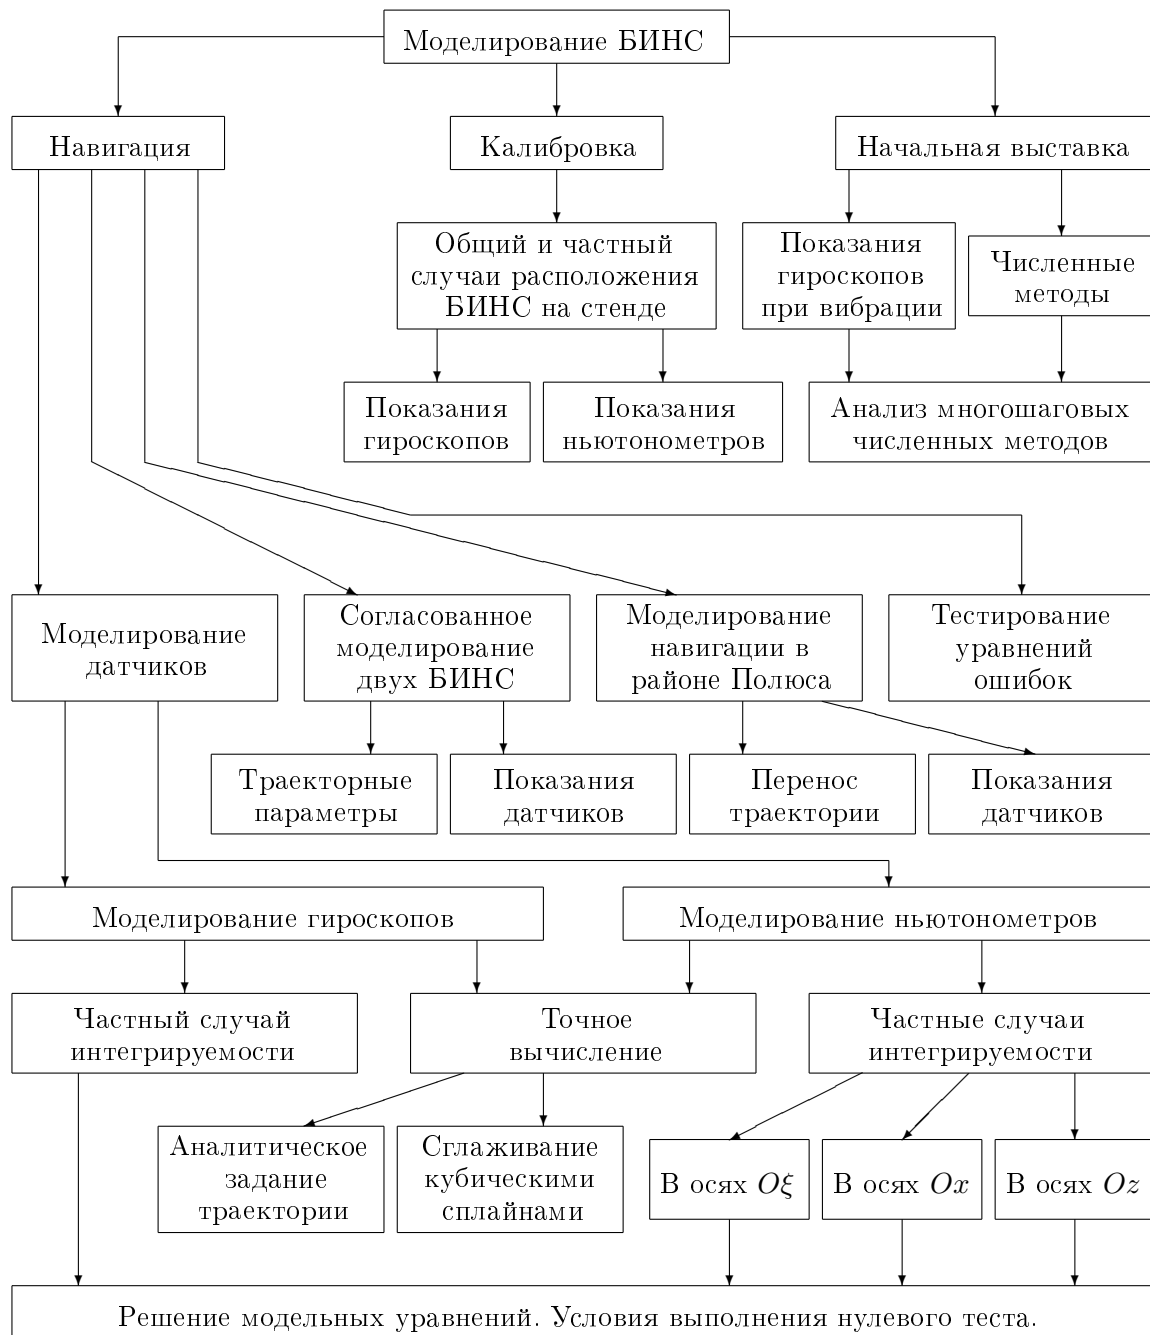 Моделирование БИНС
Навигация
Калибровка
Начальная выставка
Общий и частный
случаи расположения
БИНС на стенде
Показания
гироскопов
при вибрации
Численные
методы
Показания
гироскопов
Показания
ньютонометров
Анализ многошаговых
численных методов
Моделирование
датчиков
Согласованное
моделирование
двух БИНС
Моделирование
навигации в
районе Полюса
Тестирование
уравнений
ошибок
Траекторные
параметры
Показания
датчиков
Перенос
траектории
Показания
датчиков
Моделирование гироскопов
Моделирование ньютонометров
Частный случай
интегрируемости
Точное
вычисление
Частные случаи
интегрируемости
Аналитическое
задание
траектории
Сглаживание
кубическими
сплайнами
В осях Oξ
В осях Ox
В осях Oz
Решение модельных уравнений. Условия выполнения нулевого теста.